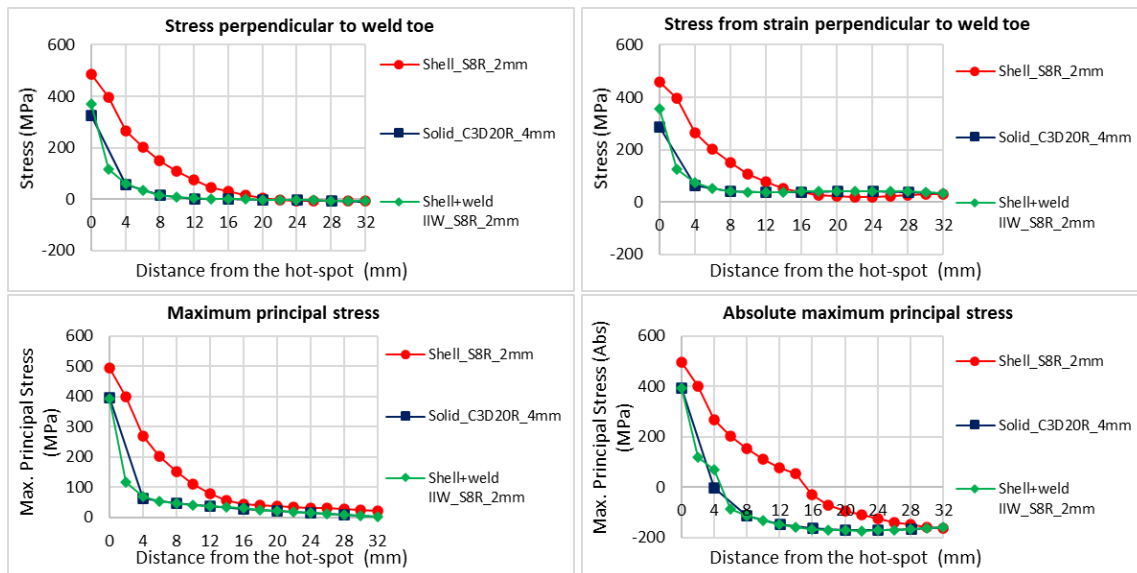 Stress perpendicular to weld toe
600
400
200
0
-200
Stress (MPa)
0 4 8 12 16 20 24 28 32
Distance from the hot-spot (mm)
Shell_S8R_2mm
Solid_C3D20R_4mm
Shell+weld
IIW_S8R_2mm
Stress from strain perpendicular to weld toe
600
400
200
0
-200
Stress (MPa)
0 4 8 12 16 20 24 28 32
Distance from the hot-spot (mm)
Shell_S8R_2mm
Solid_C3D20R_4mm
Shell+weld
IIW_S8R_2mm
Maximum principal stress
600
500
400
300
200
100
0
Max. Principal Stress
(MPa)
0 4 8 12 16 20 24 28 32
Distance from the hot-spot (mm)
Shell_S8R_2mm
Solid_C3D20R_4mm
Shell+weld
IIW_S8R_2mm
Absolute maximum principal stress
600
400
200
0
-200
Max. Principal Stress (Abs)
(MPa)
0 4 8 12 16 20 24 28 32
Distance from the hot-spot (mm)
Shell_S8R_2mm
Solid_C3D20R_4mm
Shell+weld
IIW_S8R_2mm